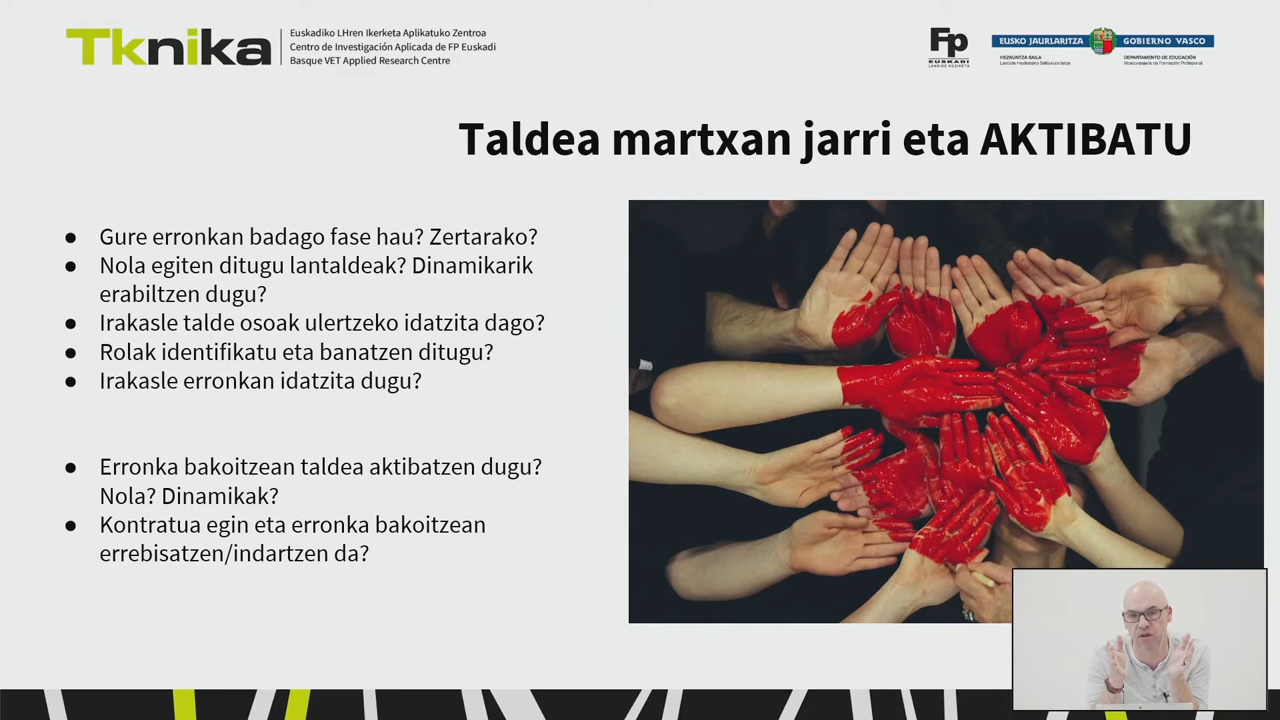 Tknika
Euskadiko LHren Ikerketa Aplikatuko Zentroa
Centro de Investigación Aplicada de FP Euskadi
Basque VET Applied Research Centre
Fp
EUSKADI
LANBIDE HEZIKETA
EUSKO JAURLARITZA
GOBIERNO VASCO
HEZKUNTZA SAILA
Lanbide Heziketako Sailburuordetza
DEPARTAMENTO DE EDUCACIÓN
Viceconsejería de Formación Profesional
Taldea martxan jarri eta AKTIBATU
● Gure erronkan badago fase hau? Zertarako?
● Nola egiten ditugu lantaldeak? Dinamikarik
erabiltzen dugu?
● Irakasle talde osoak ulertzeko idatzita dago?
● Rolak identifikatu eta banatzen ditugu?
● Irakasle erronkan idatzita dugu?
● Erronka bakoitzean taldea aktibatzen dugu?
Nola? Dinamikak?
● Kontratua egin eta erronka bakoitzean
errebisatzen/indartzen da?